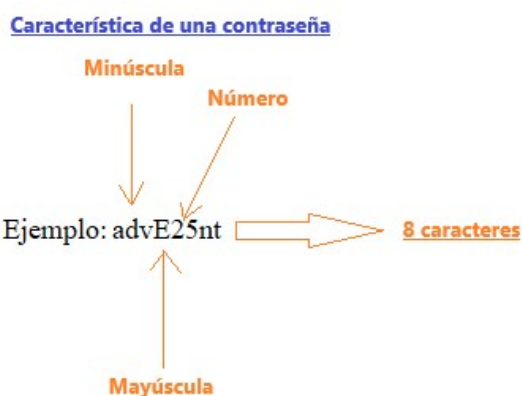 Característica de una contraseña
Minúscula
Número
Ejemplo: advE25nt
8 caracteres
Mayúscula